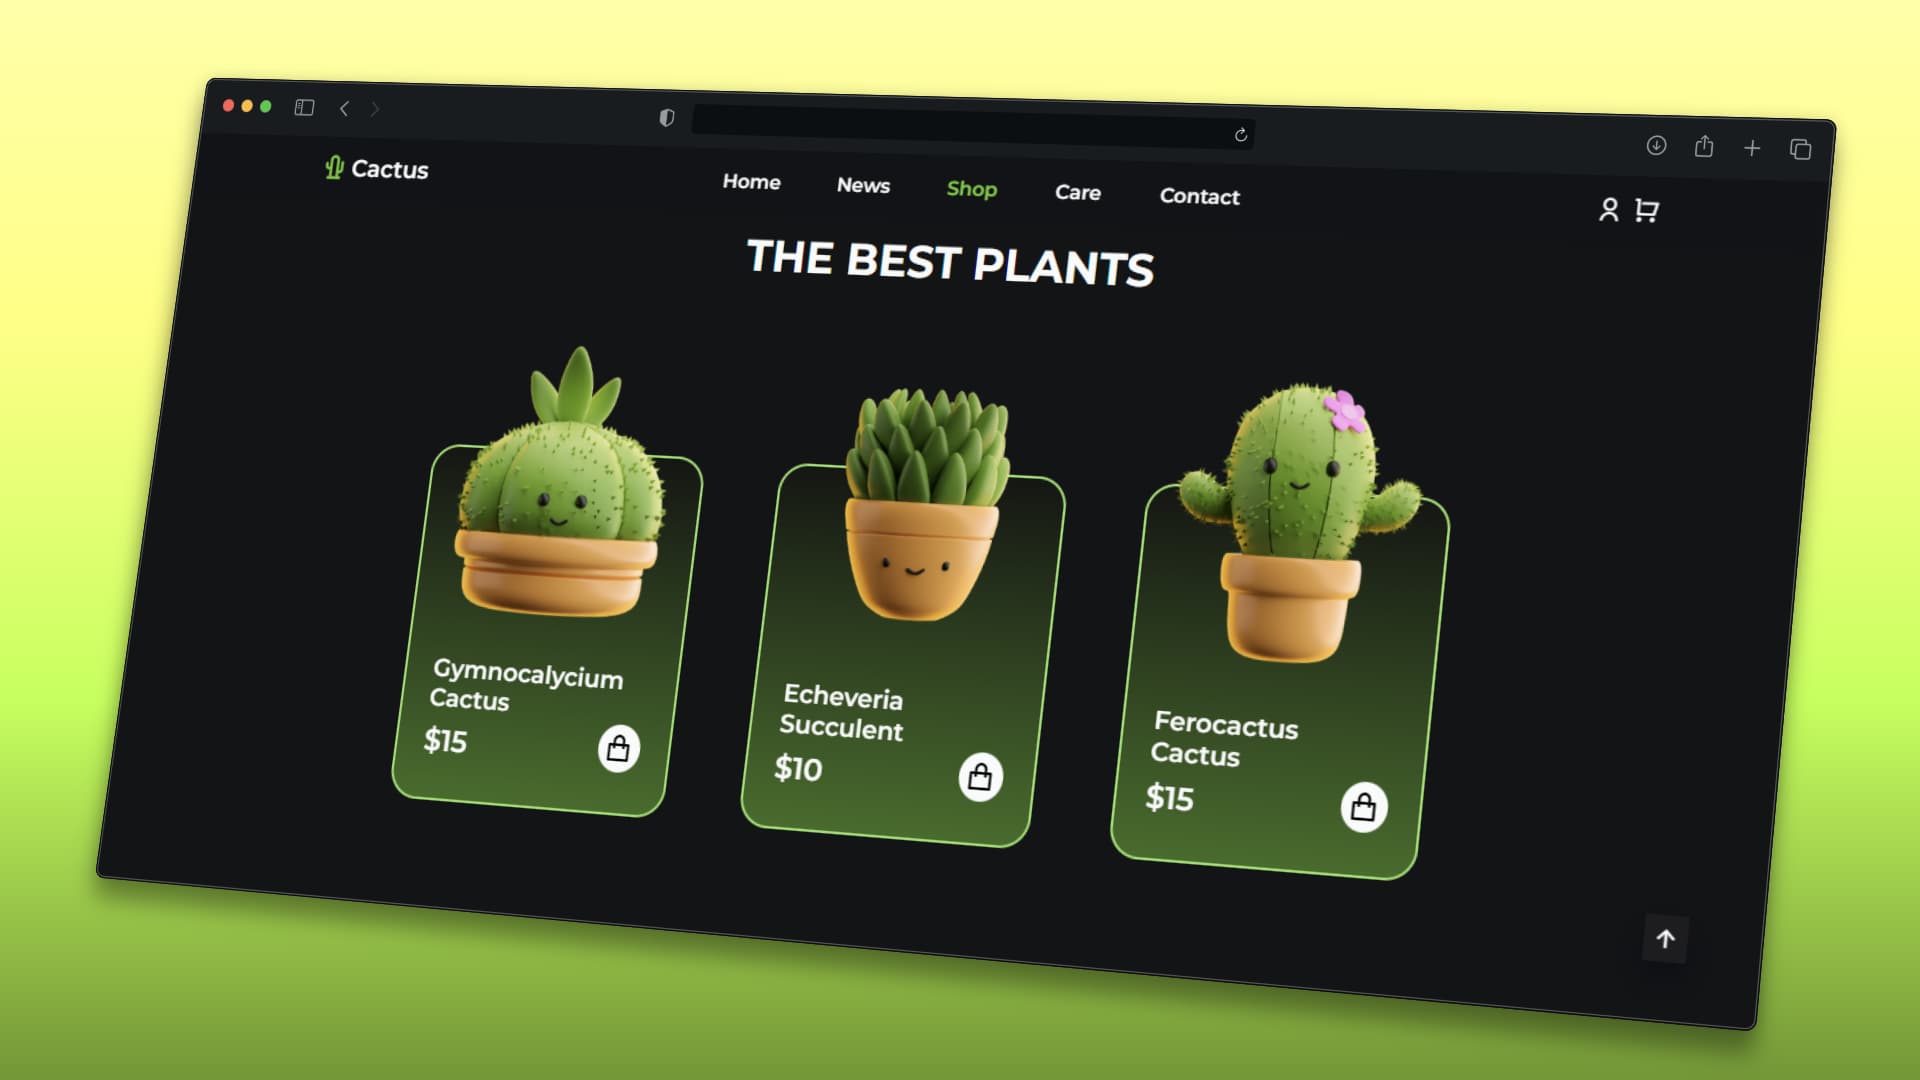 Cactus
Home News Shop Care Contact
THE BEST PLANTS
Gymnocalycium
Cactus
$15
Echeveria
Succulent
$10
Ferocactus
Cactus
$15